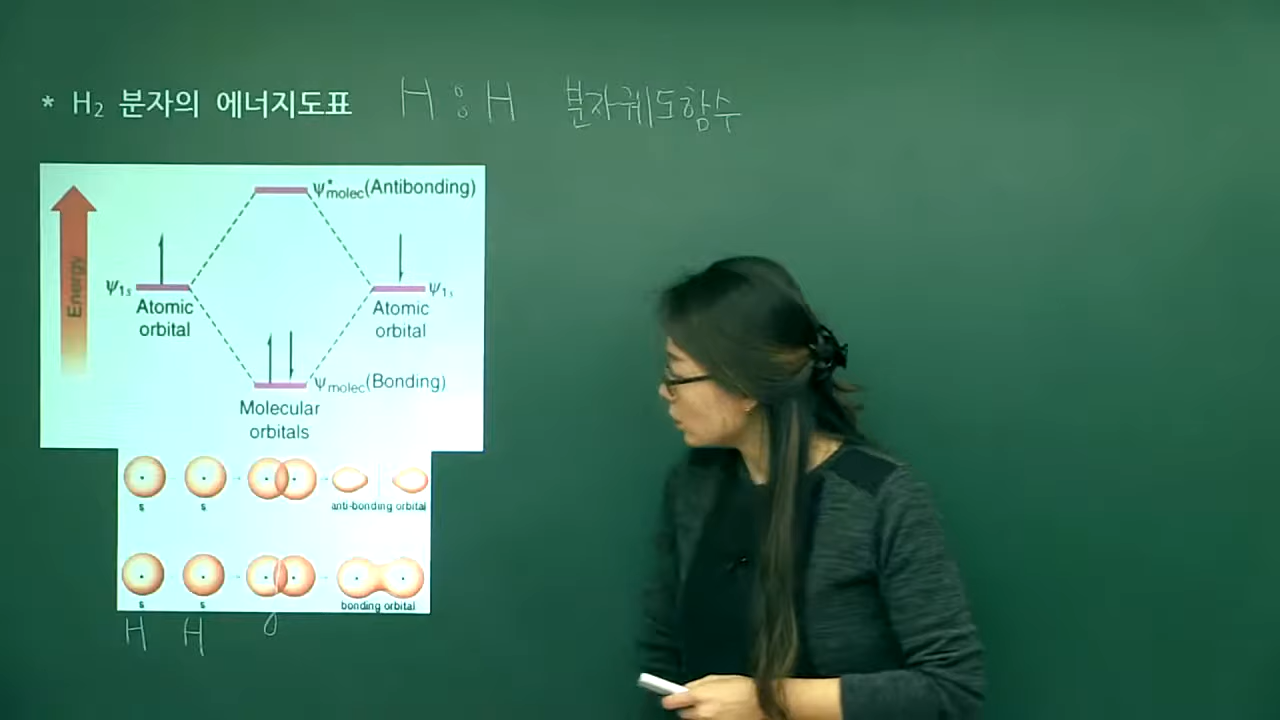 * H₂ 분자의 에너지도표 H:H 분자궤도함수
Energy
ψ*molec(Antibonding)
ψ1s
ψ1s
Atomic
orbital
Atomic
orbital
ψmolec(Bonding)
Molecular
orbitals
s s anti-bonding orbital
s s bonding orbital
H H